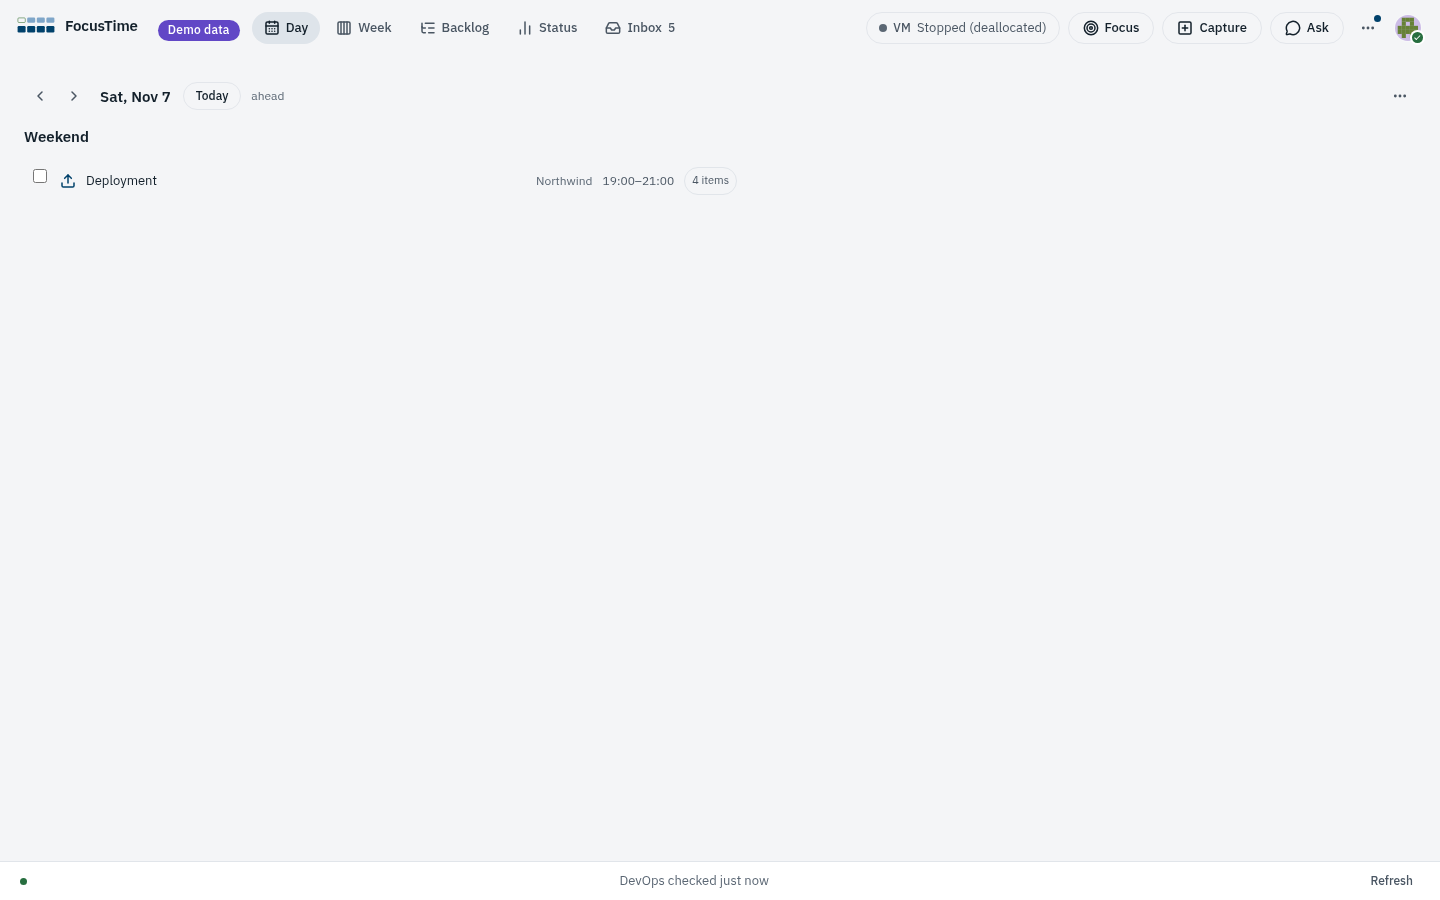 FocusTime
Demo data
Day
Week
Backlog
Status
Inbox 5
VM Stopped (deallocated)
Focus
Capture
Ask
Sat, Nov 7
Today
ahead
Weekend
Deployment
Northwind
19:00–21:00
4 items
DevOps checked just now
Refresh